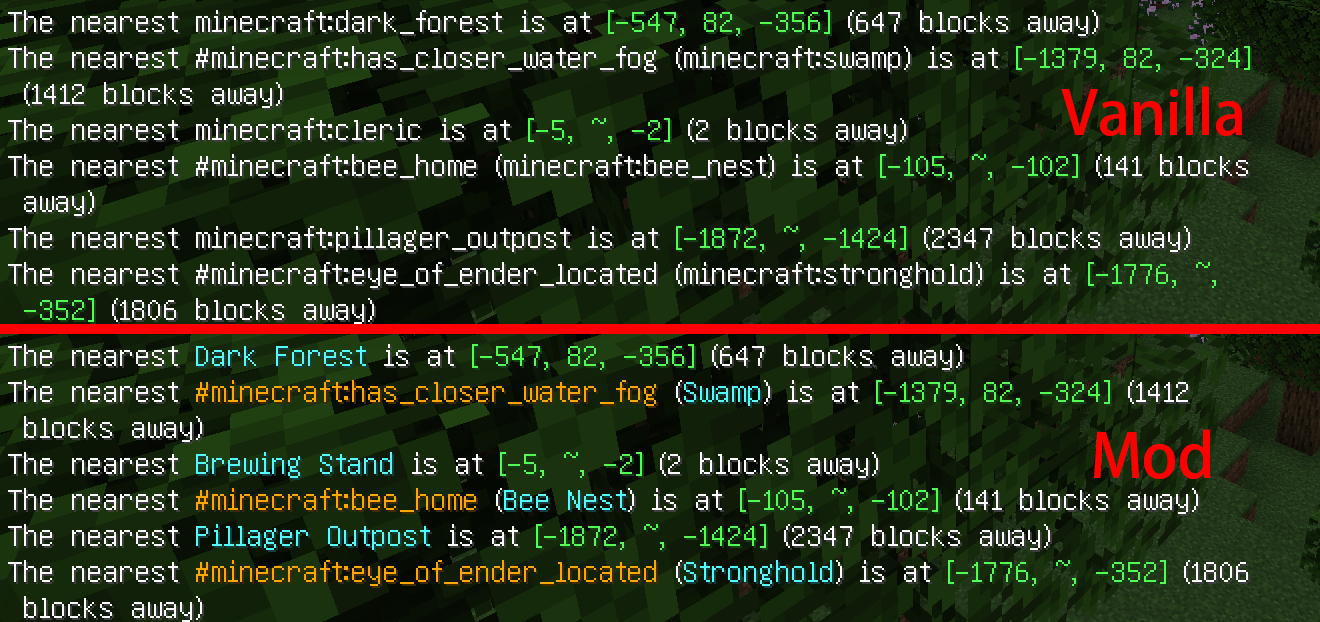 The nearest minecraft:dark_forest is at [-547, 82, -356] (647 blocks away)
The nearest #minecraft:has_closer_water_fog (minecraft:swamp) is at [-1379, 82, -324]
(1412 blocks away)
Vanilla
The nearest minecraft:cleric is at [-5, ~, -2] (2 blocks away)
The nearest #minecraft:bee_home (minecraft:bee_nest) is at [-105, ~, -102] (141 blocks
away)
The nearest minecraft:pillager_outpost is at [-1872, ~, -1424] (2347 blocks away)
The nearest #minecraft:eye_of_ender_located (minecraft:stronghold) is at [-1776, ~,
-352] (1806 blocks away)
The nearest Dark Forest is at [-547, 82, -356] (647 blocks away)
The nearest #minecraft:has_closer_water_fog (Swamp) is at [-1379, 82, -324] (1412
blocks away)
Mod
The nearest Brewing Stand is at [-5, ~, -2] (2 blocks away)
The nearest #minecraft:bee_home (Bee Nest) is at [-105, ~, -102] (141 blocks away)
The nearest Pillager Outpost is at [-1872, ~, -1424] (2347 blocks away)
The nearest #minecraft:eye_of_ender_located (Stronghold) is at [-1776, ~, -352] (1806
blocks away)